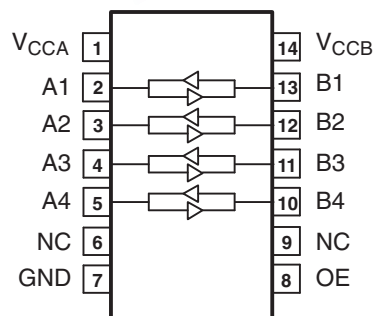 VCCA 1 14 VCCB
A1 2 13 B1
A2 3 12 B2
A3 4 11 B3
A4 5 10 B4
NC 6 9 NC
GND 7 8 OE